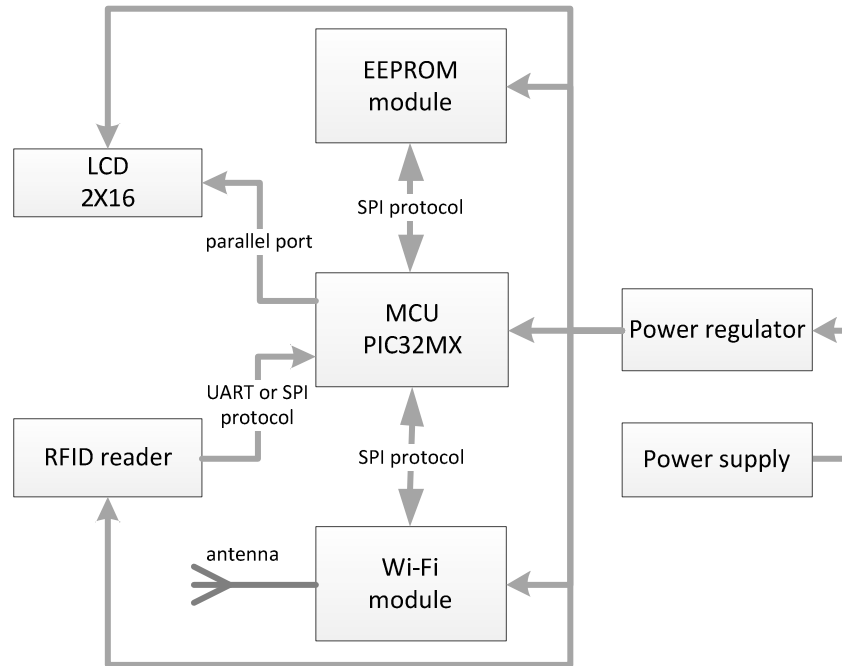 EEPROM
module
LCD
2X16
SPI protocol
parallel port
MCU
PIC32MX
Power regulator
UART or SPI
protocol
RFID reader
SPI protocol
Power supply
antenna
Wi-Fi
module